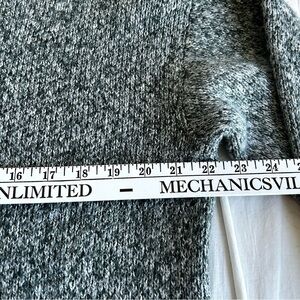 16 17 18 19 20 21 22 23 24
NLIMITED — MECHANICSVIL